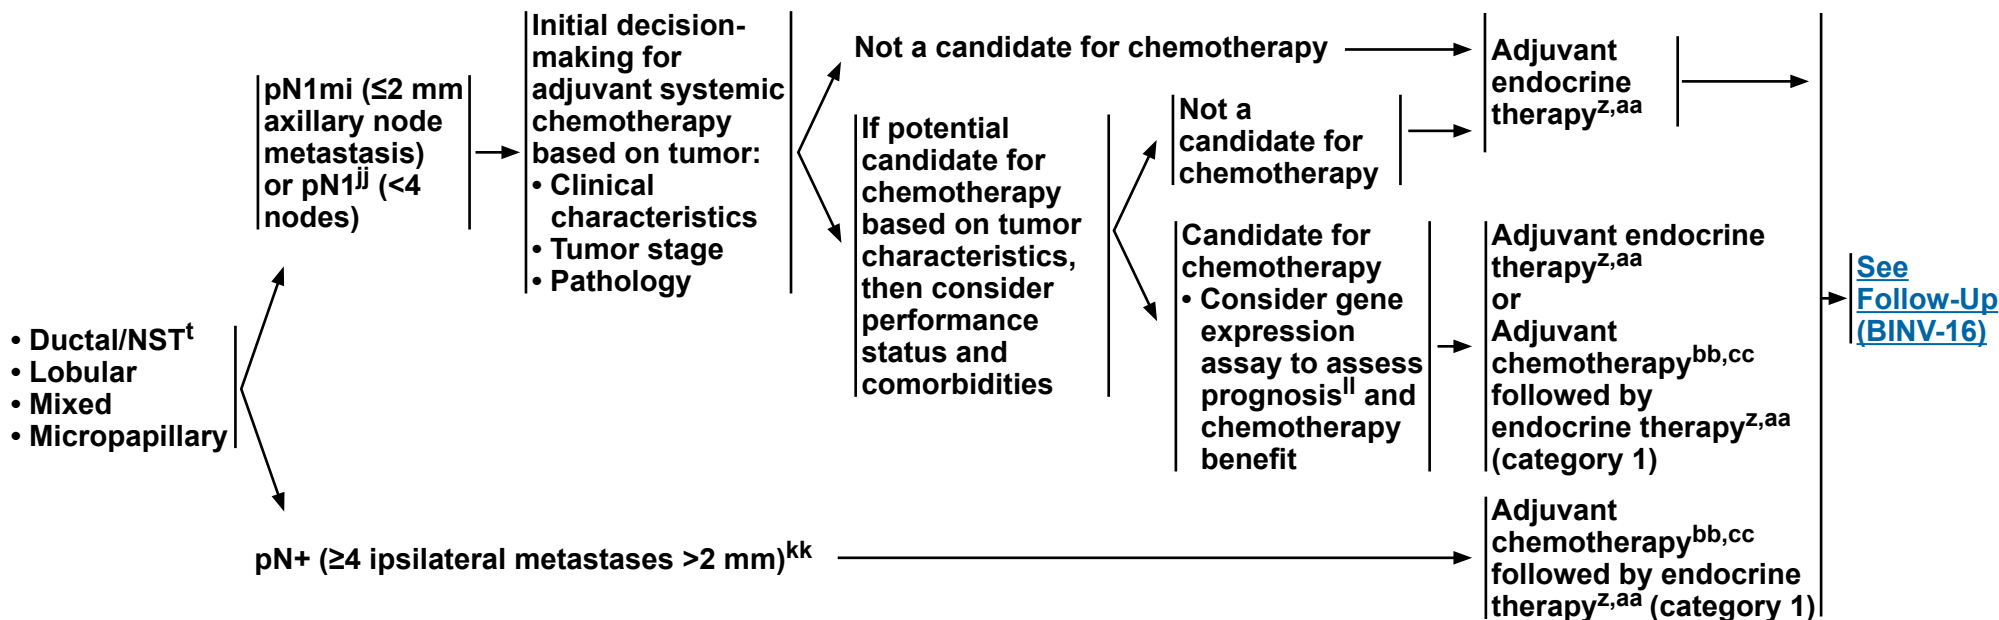 • Ductal/NSTt
• Lobular
• Mixed
• Micropapillary
pN1mi (≤2 mm
axillary node
metastasis)
or pN1jj (<4
nodes)
Initial decision-
making for
adjuvant systemic
chemotherapy
based on tumor:
• Clinical
characteristics
• Tumor stage
• Pathology
Not a candidate for chemotherapy
If potential
candidate for
chemotherapy
based on tumor
characteristics,
then consider
performance
status and
comorbidities
Not a
candidate for
chemotherapy
Adjuvant
endocrine
therapyz,aa
Candidate for
chemotherapy
• Consider gene
expression
assay to assess
prognosisll and
chemotherapy
benefit
Adjuvant endocrine
therapyz,aa
or
Adjuvant
chemotherapybb,cc
followed by
endocrine therapyz,aa
(category 1)
pN+ (≥4 ipsilateral metastases >2 mm)kk
Adjuvant
chemotherapybb,cc
followed by endocrine
therapyz,aa (category 1)
See
Follow-Up
(BINV-16)